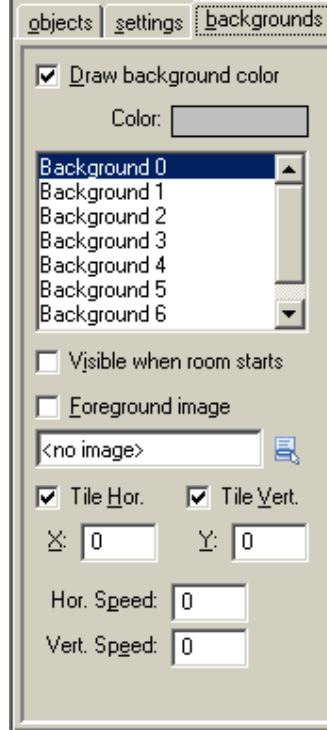 objects settings backgrounds
Draw background color
Color:
Background 0
Background 1
Background 2
Background 3
Background 4
Background 5
Background 6
Visible when room starts
Foreground image
<no image>
Tile Hor. Tile Vert.
X: 0 Y: 0
Hor. Speed: 0
Vert. Speed: 0